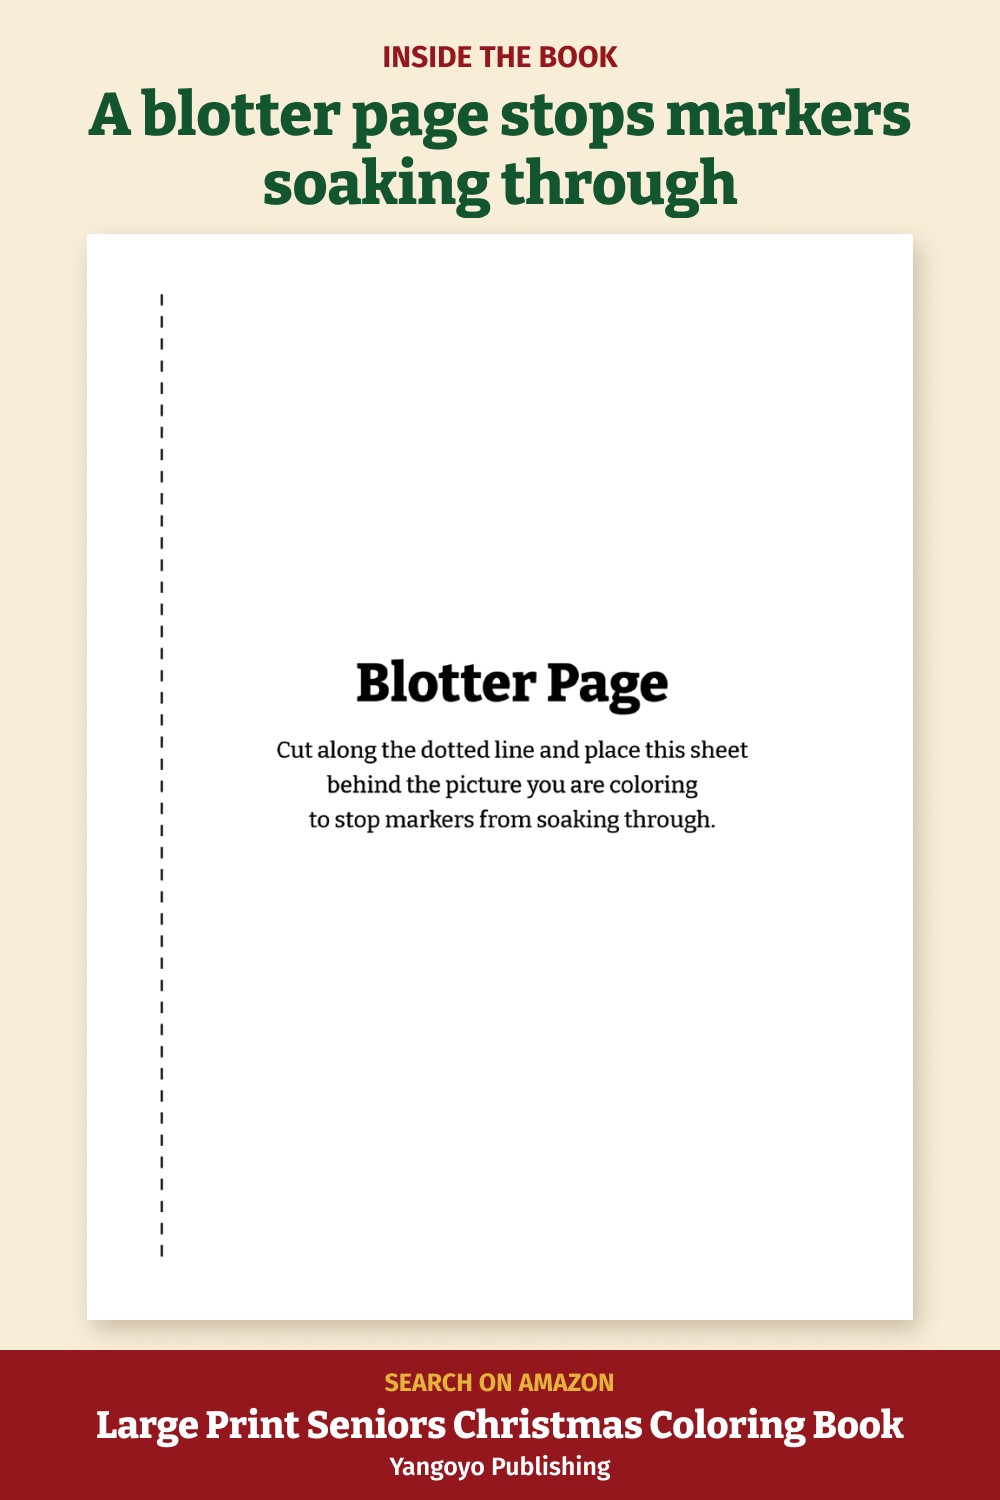 INSIDE THE BOOK
A blotter page stops markers
soaking through
Blotter Page
Cut along the dotted line and place this sheet
behind the picture you are coloring
to stop markers from soaking through.
SEARCH ON AMAZON
Large Print Seniors Christmas Coloring Book
Yangoyo Publishing